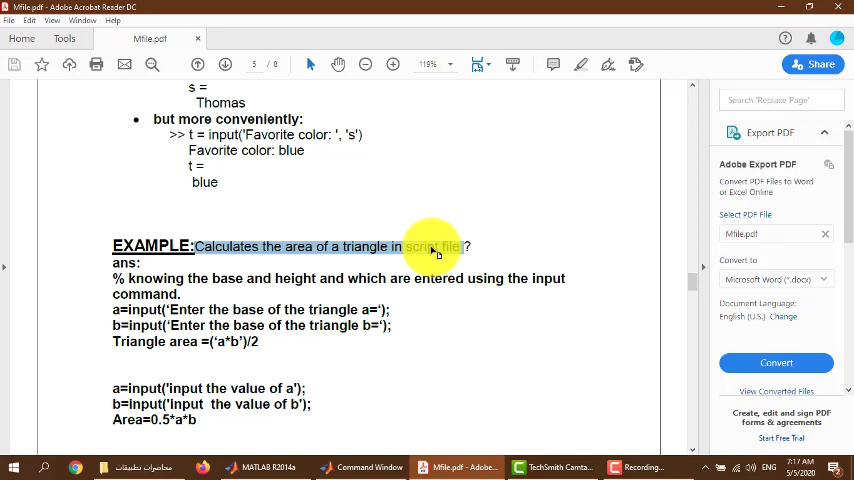 Mfile.pdf - Adobe Acrobat Reader DC
File Edit View Window Help
Home Tools Mfile.pdf ×
5 / 8 119% Share
s =
Thomas
• but more conveniently:
>> t = input('Favorite color: ', 's')
Favorite color: blue
t =
blue
EXAMPLE:Calculates the area of a triangle in script file ?
ans:
% knowing the base and height and which are entered using the input
command.
a=input(‘Enter the base of the triangle a=‘);
b=input(‘Enter the base of the triangle b=‘);
Triangle area =(‘a*b’)/2
a=input('input the value of a');
b=input('input  the value of b');
Area=0.5*a*b
Search 'Replace Page'
Export PDF
Adobe Export PDF
Convert PDF Files to Word
or Excel Online
Select PDF File
Mfile.pdf
Convert to
Microsoft Word (*.docx)
Document Language:
English (U.S.) Change
Convert
View Converted Files
Create, edit and sign PDF
forms & agreements
Start Free Trial
محاضرات تطبيقات
MATLAB R2014a
Command Window
Mfile.pdf - Adobe...
TechSmith Camta...
Recording...
ENG
7:17 AM
5/5/2020
2